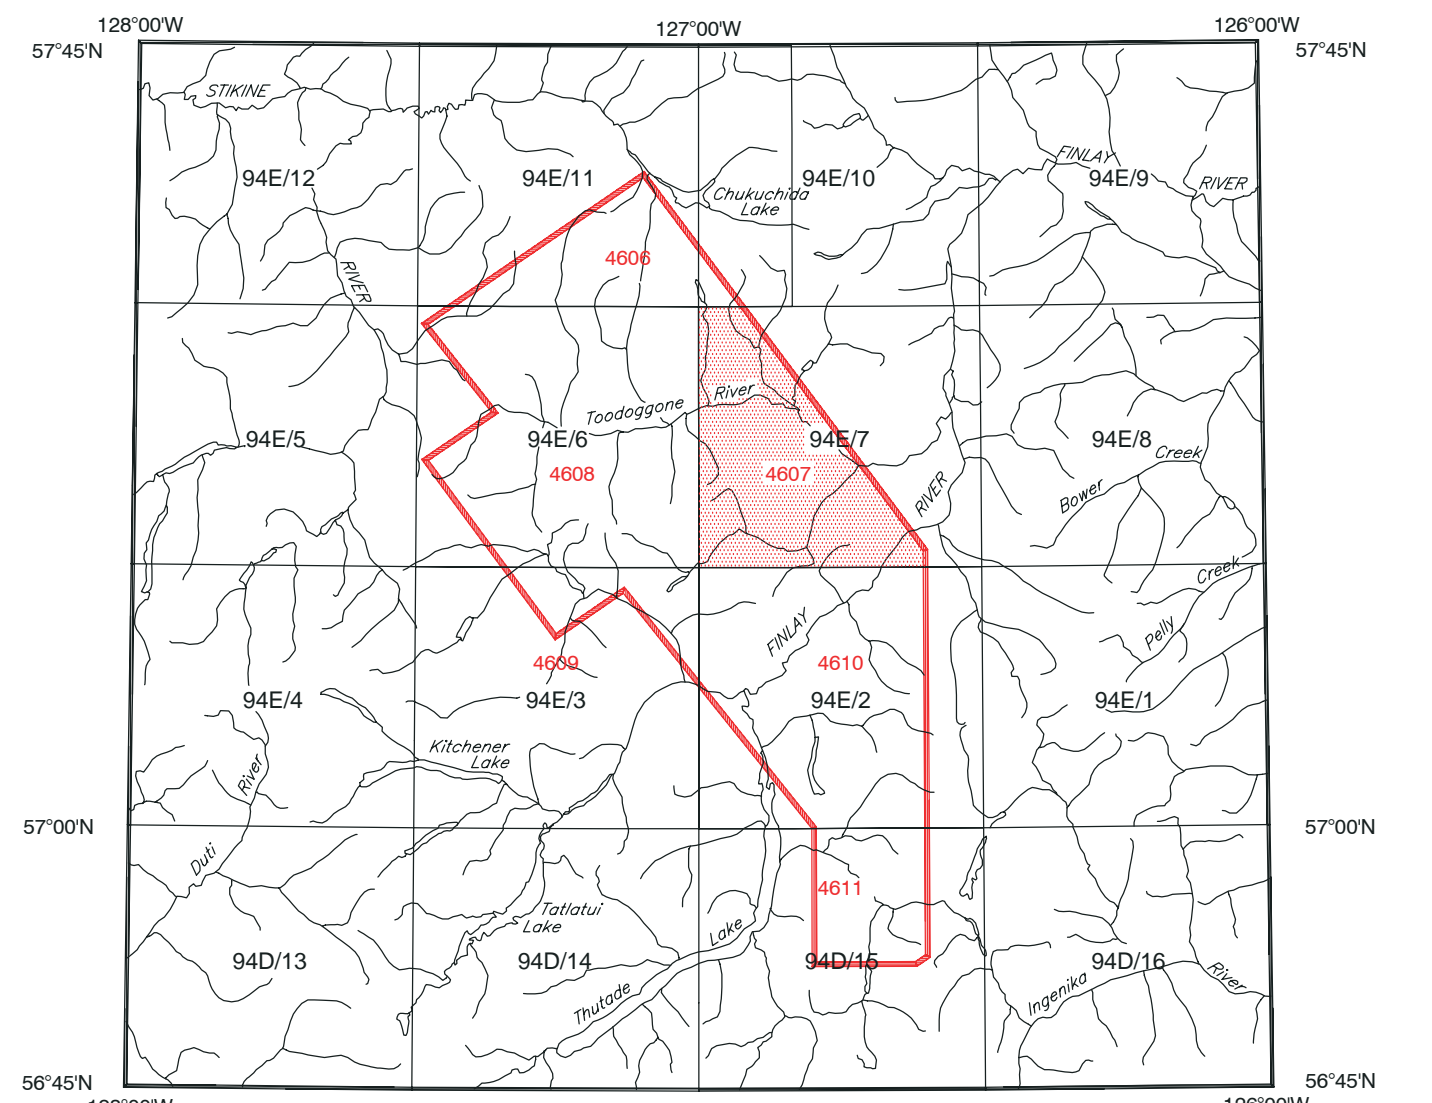 128°00'W
127°00'W
126°00'W
57°45'N
57°45'N
STIKINE
FINLAY
94E/12
94E/11
94E/10
94E/9
RIVER
Chukuchida
Lake
4606
RIVER
River
Toodoggone
94E/5
94E/6
94E/7
94E/8
Creek
4608
4607
RIVER
Bower
Creek
FINLAY
Pelly
4609
4610
94E/4
94E/3
94E/2
94E/1
Kitchener
Lake
River
57°00'N
57°00'N
Duti
4611
Tatlatui
Lake
Lake
94D/13
94D/14
94D/15
94D/16
River
Ingenika
Thutade
56°45'N
56°45'N
128°00'W
126°00'W